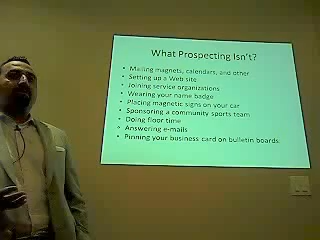 What Prospecting Isn't?
• Mailing magnets, calendars, and other
• Setting up a Web site
• Joining service organizations
• Wearing your name badge
• Placing magnetic signs on your car
• Sponsoring a community sports team
• Doing floor time
• Answering e-mails
• Pinning your business card on bulletin boards